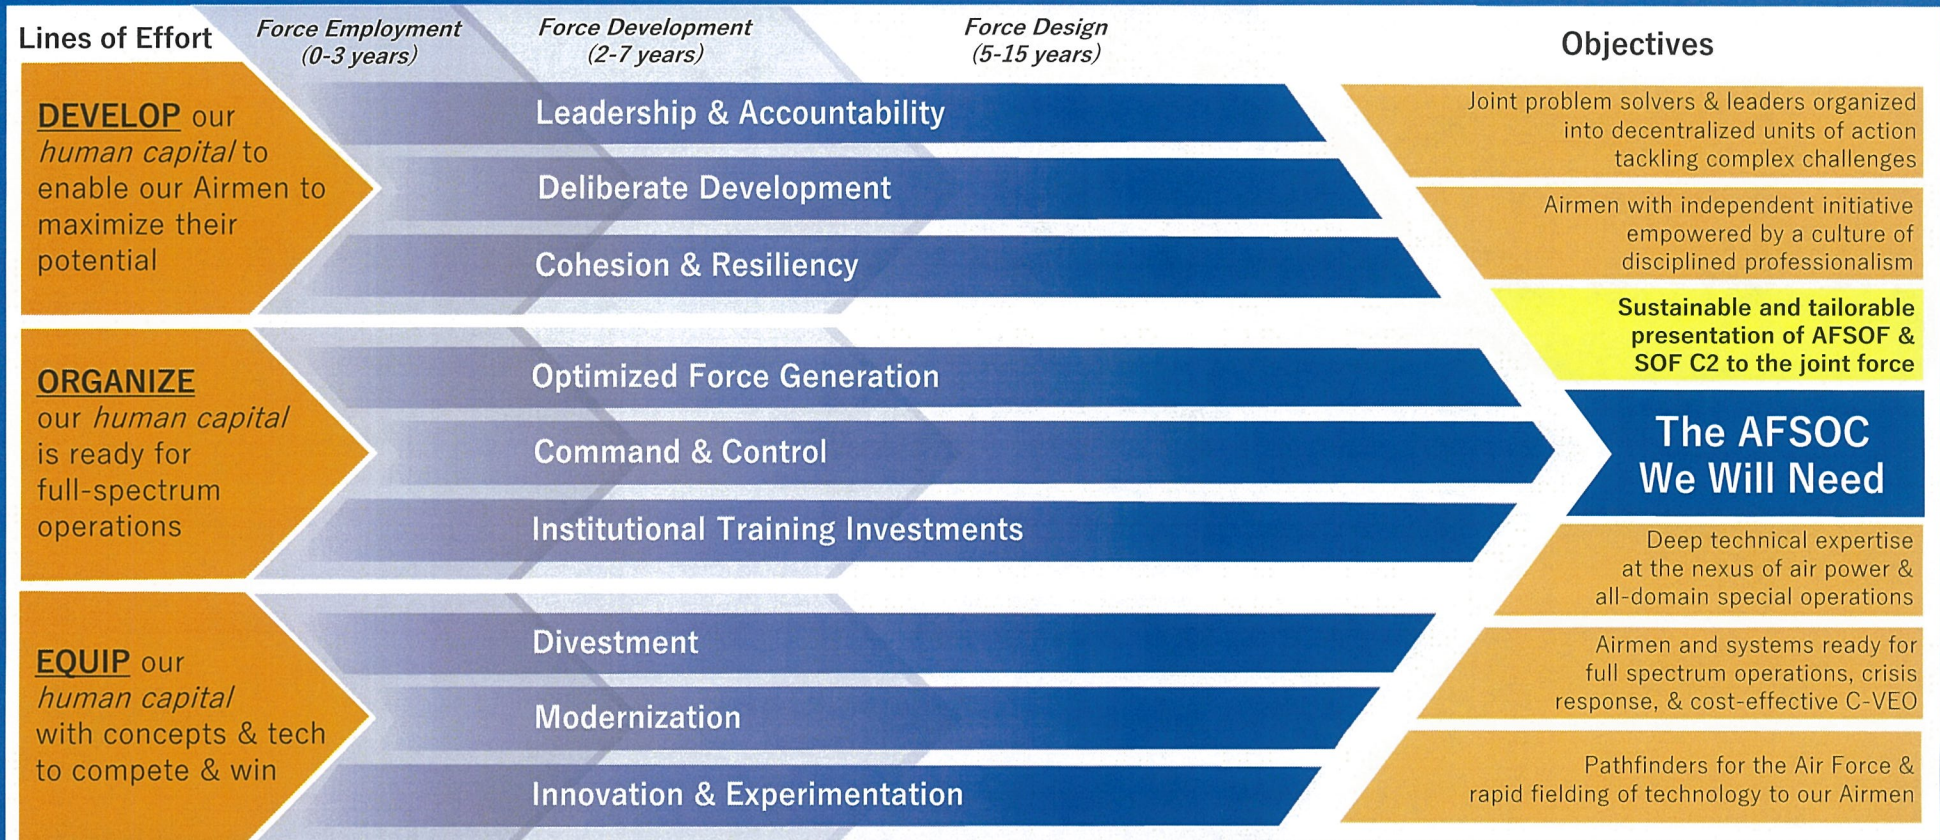 Lines of Effort
Force Employment
(0-3 years)
Force Development
(2-7 years)
Force Design
(5-15 years)
Objectives
DEVELOP our
human capital to
enable our Airmen to
maximize their
potential
Leadership & Accountability
Deliberate Development
Cohesion & Resiliency
ORGANIZE
our human capital
is ready for
full-spectrum
operations
Optimized Force Generation
Command & Control
Institutional Training Investments
EQUIP our
human capital
with concepts & tech
to compete & win
Divestment
Modernization
Innovation & Experimentation
Joint problem solvers & leaders organized
into decentralized units of action
tackling complex challenges
Airmen with independent initiative
empowered by a culture of
disciplined professionalism
Sustainable and tailorable
presentation of AFSOF &
SOF C2 to the joint force
The AFSOC
We Will Need
Deep technical expertise
at the nexus of air power &
all-domain special operations
Airmen and systems ready for
full spectrum operations, crisis
response, & cost-effective C-VEO
Pathfinders for the Air Force &
rapid fielding of technology to our Airmen